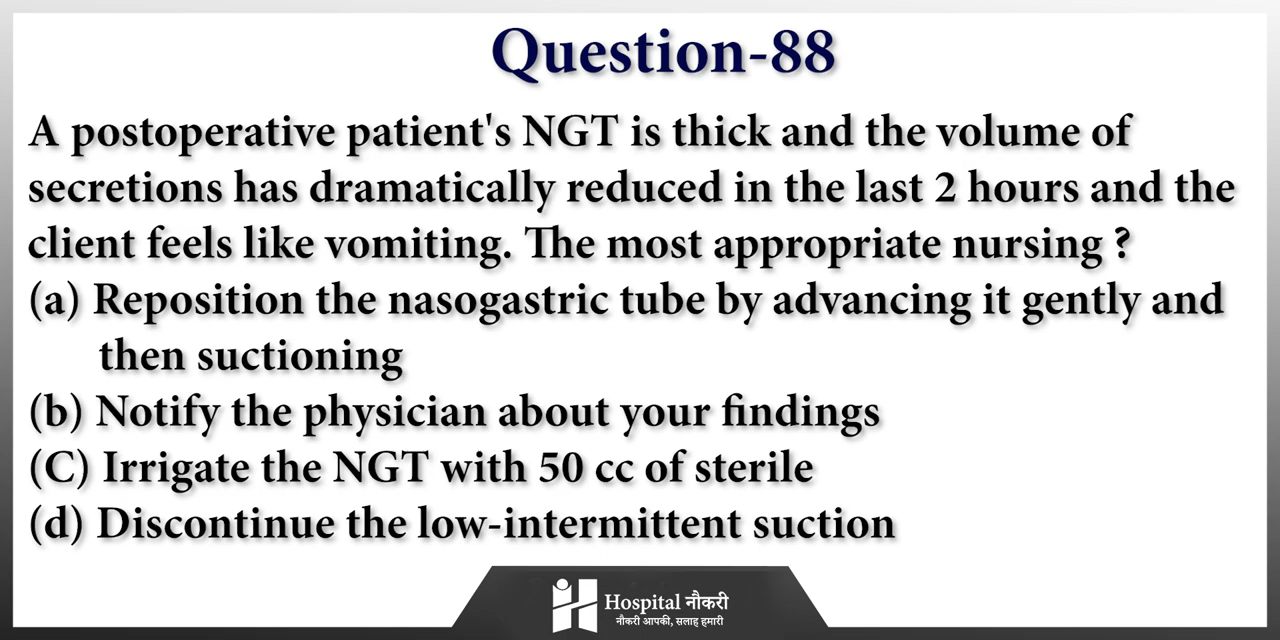 Question-88
A postoperative patient's NGT is thick and the volume of
secretions has dramatically reduced in the last 2 hours and the
client feels like vomiting. The most appropriate nursing ?
(a) Reposition the nasogastric tube by advancing it gently and
then suctioning
(b) Notify the physician about your findings
(C) Irrigate the NGT with 50 cc of sterile
(d) Discontinue the low-intermittent suction
Hospital नौकरी
नौकरी आपकी, सलाह हमारी